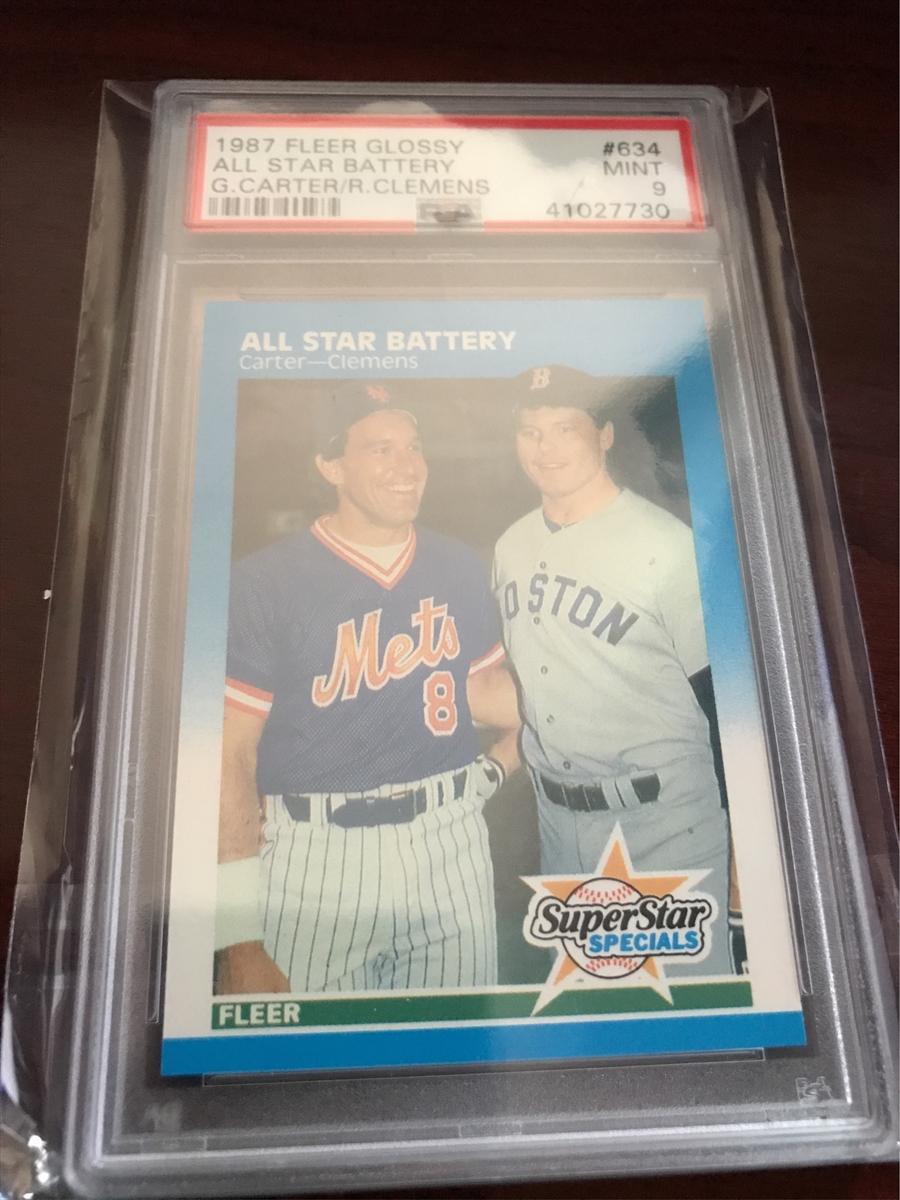 1987 FLEER GLOSSY #634
ALL STAR BATTERY MINT
G.CARTER/R.CLEMENS 9
41027730
ALL STAR BATTERY
Carter—Clemens
B
Mets
8
OSTON
SuperStar
SPECIALS
FLEER